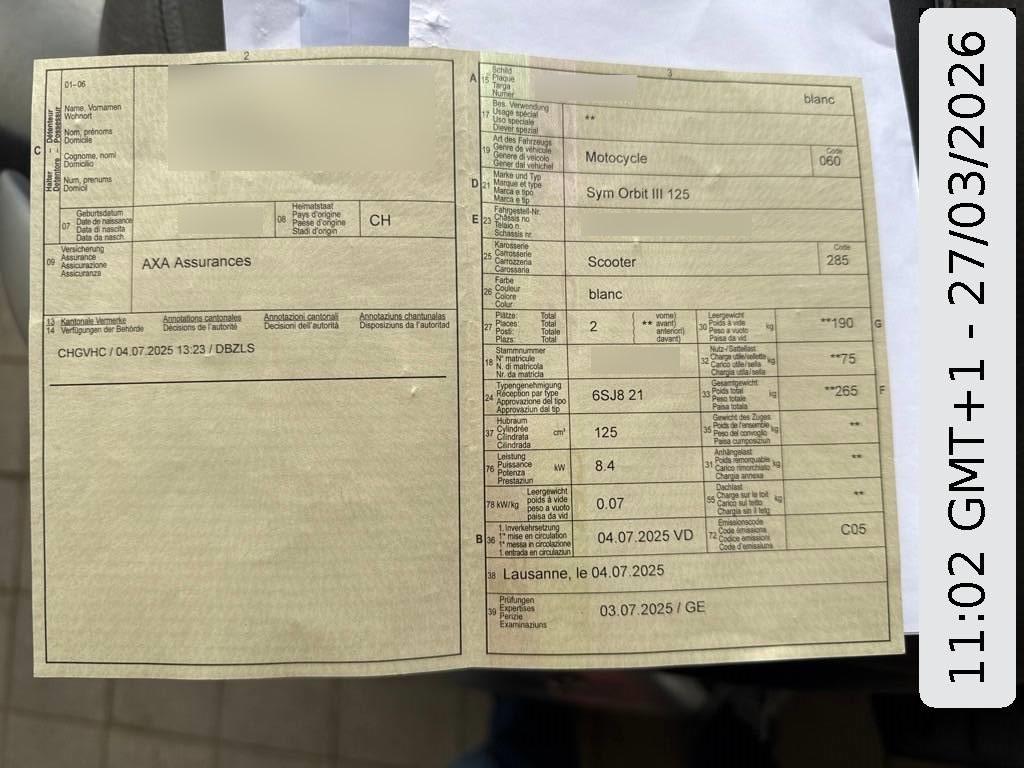 2
01–06
Name, Vornamen
Wohnort
Nom, prénoms
Domicile
Cognome, nomi
Domicilio
Num, prenums
Domicil
C
Halter – Détenteur
Detentore – Possessur
07
Geburtsdatum
Date de naissance
Data di nascita
Data da nasch.
08
Heimatstaat
Pays d'origine
Paese d'origine
Stadi d'origin
CH
09
Versicherung
Assurance
Assicurazione
Assicuranza
AXA Assurances
13 Kantonale Vermerke Annotations cantonales Annotazioni cantonali Annotaziuns chantunalas
14 Verfügungen der Behörde Décisions de l'autorité Decisioni dell'autorità Disposiziuns da l'autoritad
CHGVHC / 04.07.2025 13:23 / DBZLS
3
A 15
Schild
Plaque
Targa
Numer
blanc
17
Bes. Verwendung
Usage spécial
Uso speciale
Diever spezial
**
19
Art des Fahrzeugs
Genre de véhicule
Genere di veicolo
Gener dal vehichel
Motocycle
Code
060
D 21
Marke und Typ
Marque et type
Marca e tipo
Marca e tip
Sym Orbit III 125
E 23
Fahrgestell-Nr.
Châssis no
Telaio n.
Schassis nr.
25
Karosserie
Carrosserie
Carrozzeria
Carossaria
Scooter
Code
285
26
Farbe
Couleur
Colore
Colur
blanc
27
Plätze: Total
Places: Total
Posti: Totale
Plazs: Total
2
( ** vorne)
avant)
anteriori)
davant)
30
Leergewicht
Poids à vide
Peso a vuoto
Paisa da vid
kg
**190
G
18
Stammnummer
N° matricule
N. di matricola
Nr. da matricla
32
Nutz-/Sattellast
Charge utile/sellette
Carico utile/sella
Chargia utila/sella
kg
**75
24
Typengenehmigung
Réception par type
Approvazione del tipo
Approvaziun dal tip
6SJ8 21
33
Gesamtgewicht
Poids total
Peso totale
Paisa totala
kg
**265
F
37
Hubraum
Cylindrée
Cilindrata
Cilindrada
cm³
125
35
Gewicht des Zuges
Poids de l'ensemble
Peso del convoglio
Paisa cumposiziun
kg
**
76
Leistung
Puissance
Potenza
Prestaziun
kW
8.4
31
Anhängelast
Poids remorquable
Carico rimorchiato
Chargia annexa
kg
**
78 kW/kg
Leergewicht
poids à vide
peso a vuoto
paisa da vid
0.07
55
Dachlast
Charge sur le toit
Carico sul tetto
Chargia sin il tetg
kg
**
B 36
1. Inverkehrsetzung
1re mise en circulation
1a messa in circolazione
1. entrada en circulaziun
04.07.2025 VD
72
Emissionscode
Code émissions
Codice emissioni
Code d'emissiuns
C05
38 Lausanne, le 04.07.2025
39
Prüfungen
Expertises
Perizie
Examinaziuns
03.07.2025 / GE
11:02 GMT+1 - 27/03/2026